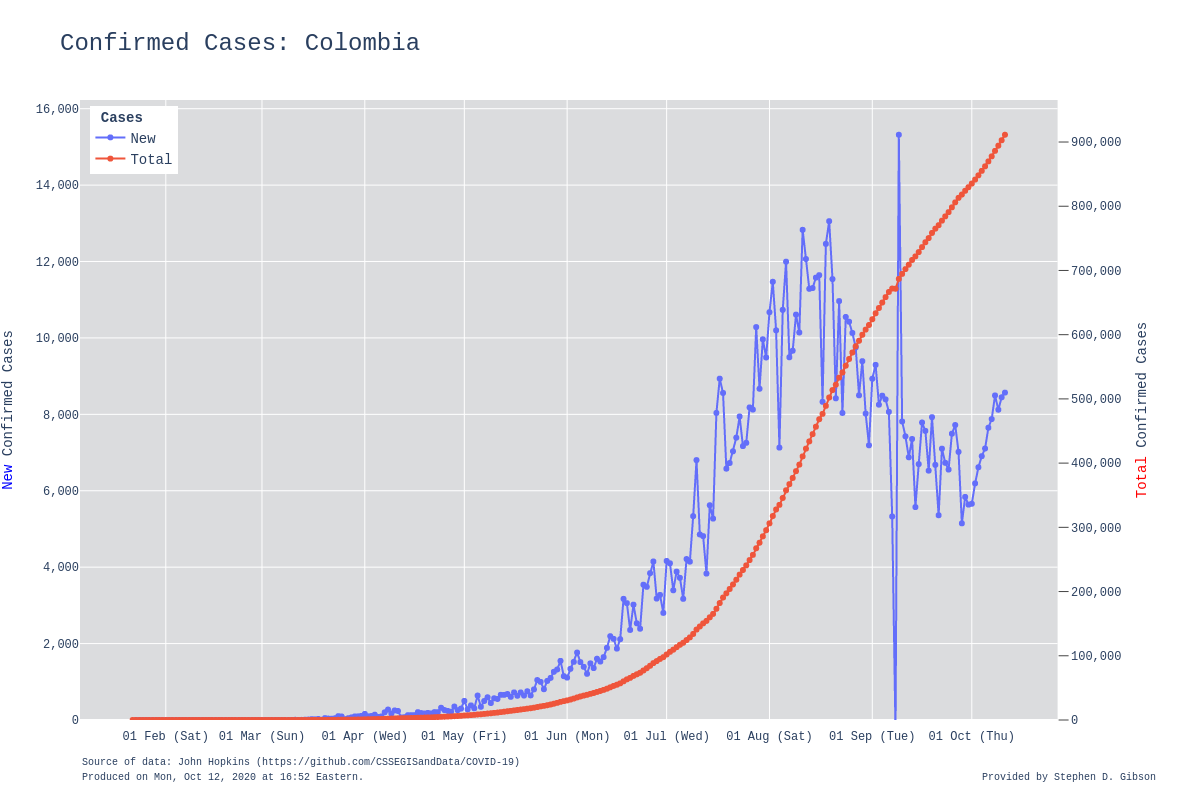 Confirmed Cases: Colombia
Cases
New
Total
16,000
14,000
12,000
10,000
8,000
6,000
4,000
2,000
0
New Confirmed Cases
900,000
800,000
700,000
600,000
500,000
400,000
300,000
200,000
100,000
0
Total Confirmed Cases
01 Feb (Sat) 01 Mar (Sun) 01 Apr (Wed) 01 May (Fri) 01 Jun (Mon) 01 Jul (Wed) 01 Aug (Sat) 01 Sep (Tue) 01 Oct (Thu)
Source of data: John Hopkins (https://github.com/CSSEGISandData/COVID-19)
Produced on Mon, Oct 12, 2020 at 16:52 Eastern.
Provided by Stephen D. Gibson